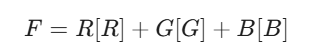 F = R[R] + G[G] + B[B]